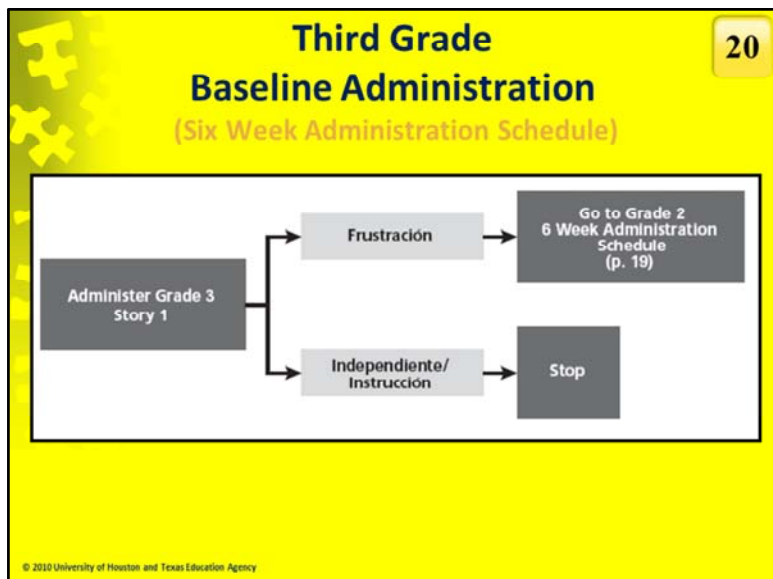 Third Grade
Baseline Administration
(Six Week Administration Schedule)
20
Administer Grade 3
Story 1
Frustración
Go to Grade 2
6 Week Administration
Schedule
(p. 19)
Independiente/
Instrucción
Stop
© 2010 University of Houston and Texas Education Agency